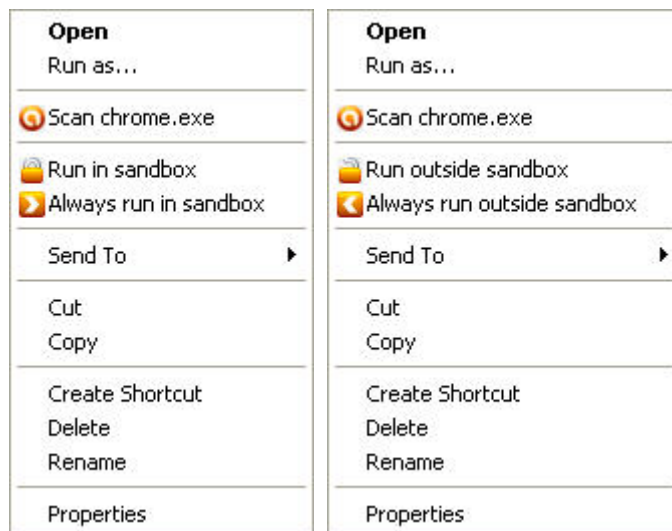 Open
Run as...
Scan chrome.exe
Run in sandbox
Always run in sandbox
Send To
Cut
Copy
Create Shortcut
Delete
Rename
Properties
Open
Run as...
Scan chrome.exe
Run outside sandbox
Always run outside sandbox
Send To
Cut
Copy
Create Shortcut
Delete
Rename
Properties